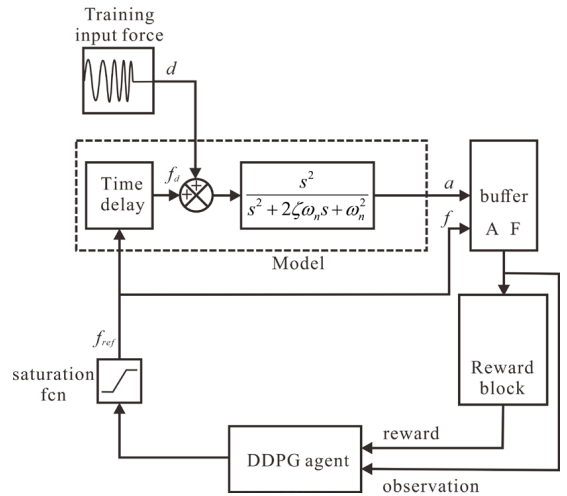 Training
input force
d
Time
delay
f_d
+
+
s^2
s^2 + 2ζω_n s + ω_n^2
Model
a
f
buffer
A F
f_ref
saturation
fcn
Reward
block
DDPG agent
reward
observation